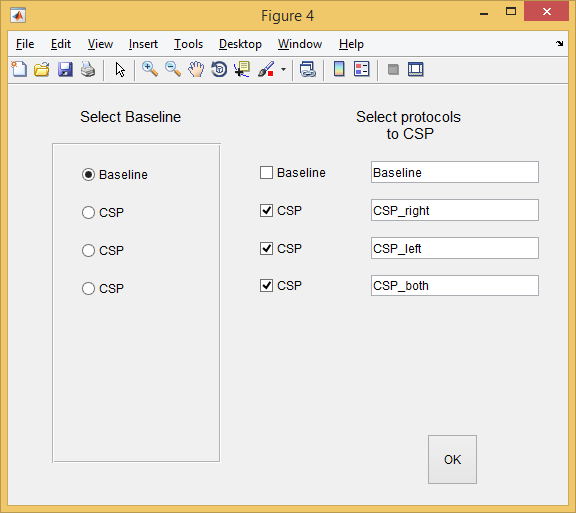 Figure 4
File Edit View Insert Tools Desktop Window Help
Select Baseline
Select protocols
to CSP
Baseline
CSP
CSP
CSP
Baseline Baseline
CSP CSP_right
CSP CSP_left
CSP CSP_both
OK